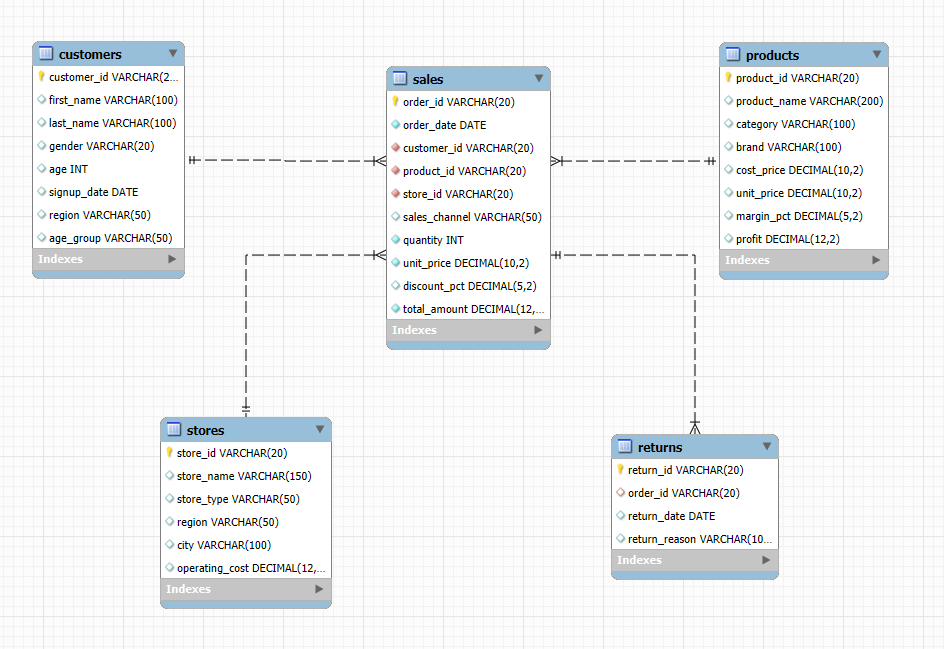 customers
customer_id VARCHAR(2...
first_name VARCHAR(100)
last_name VARCHAR(100)
gender VARCHAR(20)
age INT
signup_date DATE
region VARCHAR(50)
age_group VARCHAR(50)
Indexes
sales
order_id VARCHAR(20)
order_date DATE
customer_id VARCHAR(20)
product_id VARCHAR(20)
store_id VARCHAR(20)
sales_channel VARCHAR(50)
quantity INT
unit_price DECIMAL(10,2)
discount_pct DECIMAL(5,2)
total_amount DECIMAL(12,...
Indexes
products
product_id VARCHAR(20)
product_name VARCHAR(200)
category VARCHAR(100)
brand VARCHAR(100)
cost_price DECIMAL(10,2)
unit_price DECIMAL(10,2)
margin_pct DECIMAL(5,2)
profit DECIMAL(12,2)
Indexes
stores
store_id VARCHAR(20)
store_name VARCHAR(150)
store_type VARCHAR(50)
region VARCHAR(50)
city VARCHAR(100)
operating_cost DECIMAL(12,...
Indexes
returns
return_id VARCHAR(20)
order_id VARCHAR(20)
return_date DATE
return_reason VARCHAR(10...
Indexes